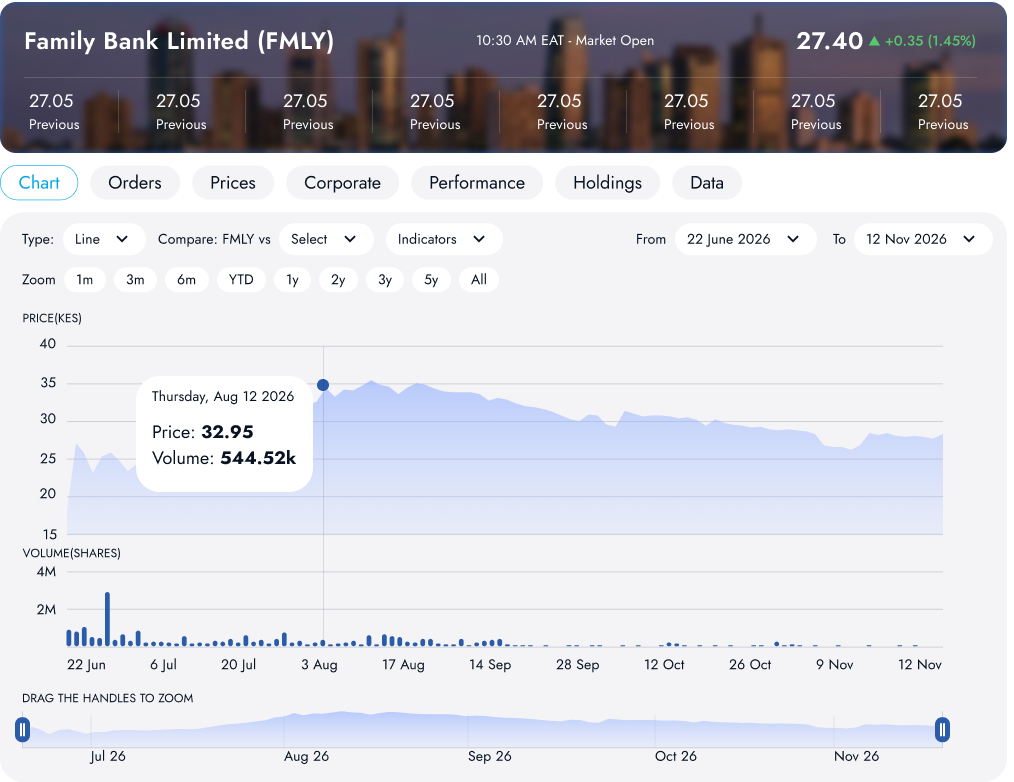 Family Bank Limited (FMLY)
10:30 AM EAT - Market Open
27.40 ▲ +0.35 (1.45%)
27.05 27.05 27.05 27.05 27.05 27.05 27.05 27.05
Previous Previous Previous Previous Previous Previous Previous Previous
Chart Orders Prices Corporate Performance Holdings Data
Type: Line Compare: FMLY vs Select Indicators From 22 June 2026 To 12 Nov 2026
Zoom 1m 3m 6m YTD 1y 2y 3y 5y All
PRICE(KES)
40
35
Thursday, Aug 12 2026
30
Price: 32.95
25
Volume: 544.52k
20
15
VOLUME(SHARES)
4M
2M
22 Jun 6 Jul 20 Jul 3 Aug 17 Aug 14 Sep 28 Sep 12 Oct 26 Oct 9 Nov 12 Nov
DRAG THE HANDLES TO ZOOM
Jul 26 Aug 26 Sep 26 Oct 26 Nov 26